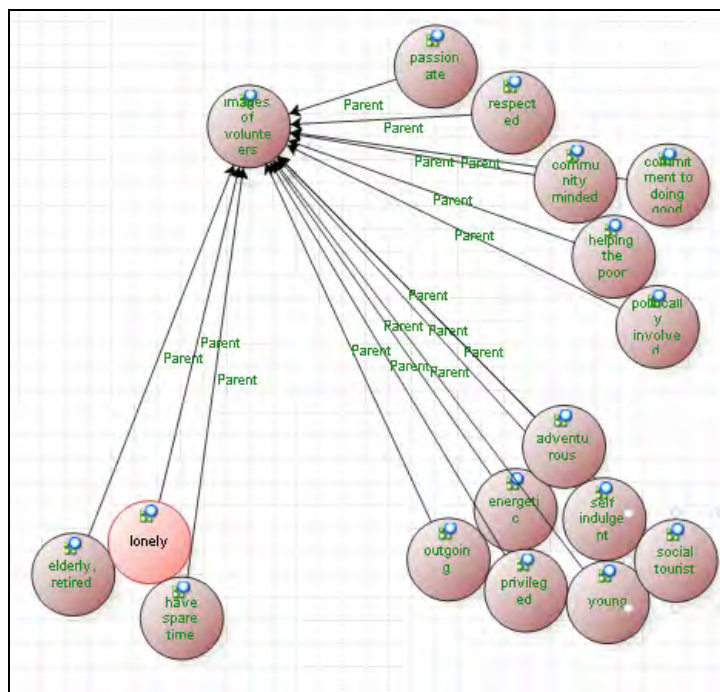 passion
ate
images
of
volunte
ers
Parent
respect
ed
Parent
Parent
Parent
commu
nity
minded
commit
ment to
doing
good
Parent
helping
the
poor
Parent
politicall
y
involve
d
Parent
Parent
Parent
Parent
Parent
Parent
Parent
Parent
Parent
Parent
adventu
rous
energeti
c
self
indulge
nt
outgoin
g
privileg
ed
young
social
tourist
elderly,
retired
lonely
have
spare
time